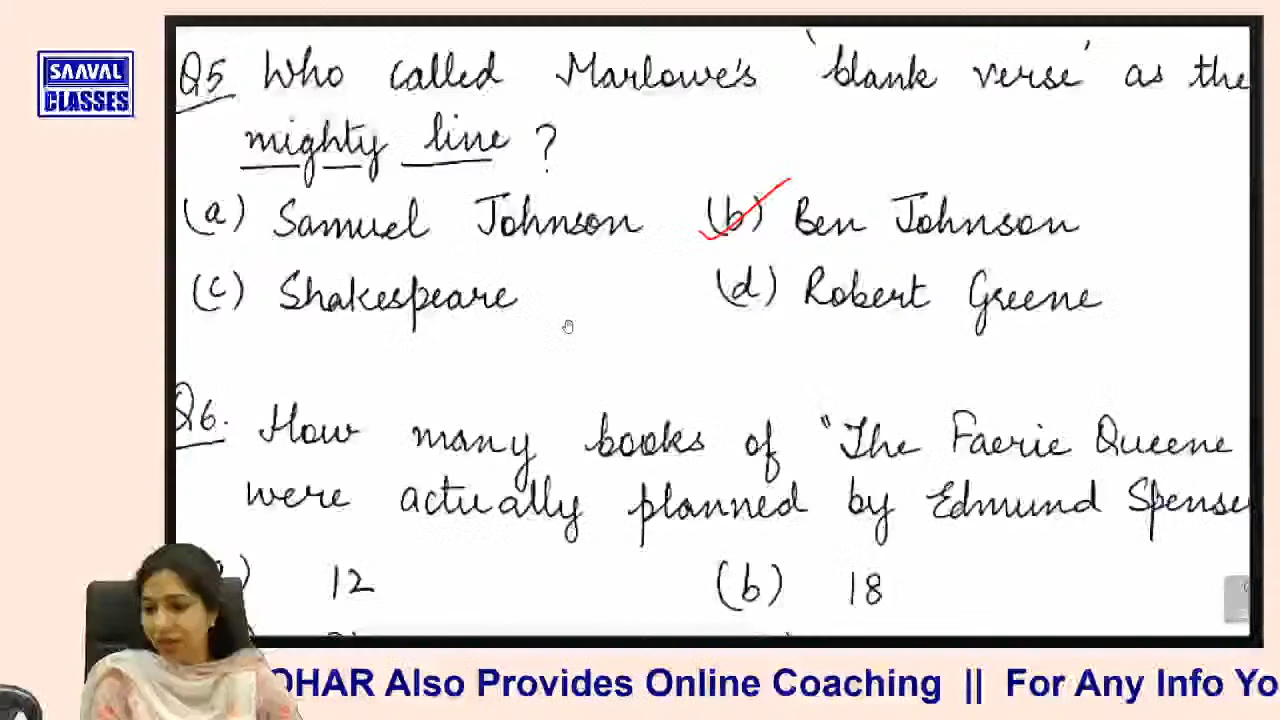 SAAVAL
CLASSES
Q5 Who called Marlowe's 'blank verse' as the
mighty line ?
(a) Samuel Johnson (b) Ben Johnson
(c) Shakespeare (d) Robert Greene
Q6. How many books of "The Faerie Queene
were actually planned by Edmund Spense
12 (b) 18
OHAR Also Provides Online Coaching || For Any Info Yo